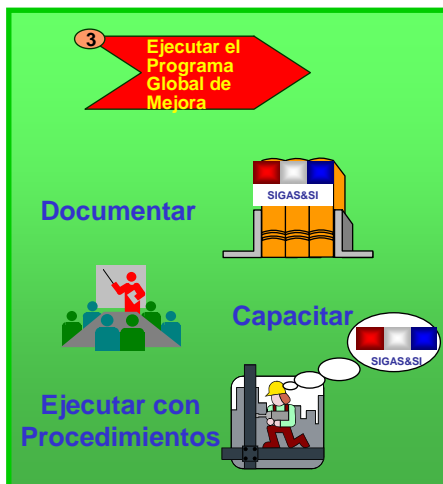 3
Ejecutar el
Programa
Global de
Mejora
SIGAS&SI
Documentar
Capacitar
SIGAS&SI
Ejecutar con
Procedimientos